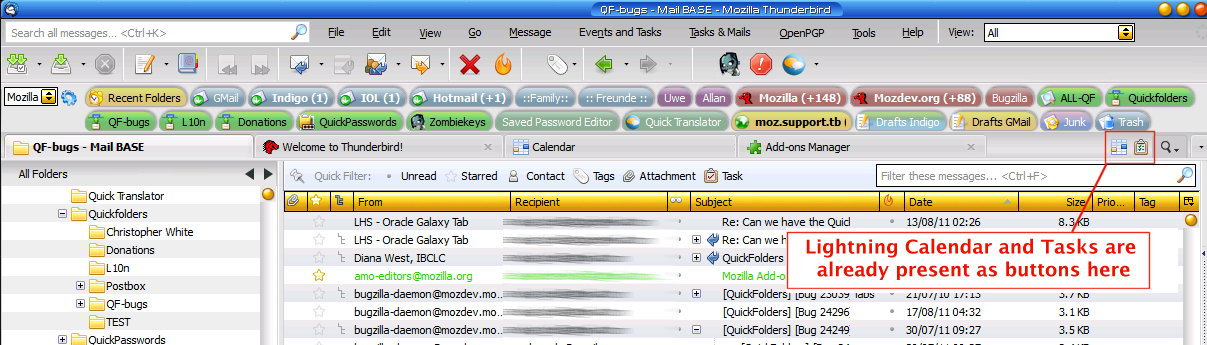 QF-bugs - Mail BASE - Mozilla Thunderbird
Search all messages... <Ctrl+K> File Edit View Go Message Events and Tasks Tasks & Mails OpenPGP Tools Help View: All
Mozilla Recent Folders GMail Indigo (1) IOL (1) Hotmail (+1) ::Family:: :: Freunde :: Uwe Allan Mozilla (+148) Mozdev.org (+88) Bugzilla ALL-QF Quickfolders
QF-bugs L10n Donations QuickPasswords Zombiekeys Saved Password Editor Quick Translator moz.support.tb ( Drafts Indigo Drafts GMail Junk Trash
QF-bugs - Mail BASE Welcome to Thunderbird! Calendar Add-ons Manager
All Folders Quick Filter: Unread Starred Contact Tags Attachment Task Filter these messages... <Ctrl+F>
Quick Translator
Quickfolders
Christopher White
Donations
L10n
Postbox
QF-bugs
TEST
QuickPasswords
From Recipient Subject Date Size Prio... Tag
LHS - Oracle Galaxy Tab Re: Can we have the Quicl 13/08/11 02:26 8.3 KB
LHS - Oracle Galaxy Tab Re: Can we h
Diana West, IBCLC QuickFolders
amo-editors@mozilla.org Mozilla Add-o
bugzilla-daemon@mozdev.mo... [QuickFolders] [Bug 23039 Tabs 21/07/10 17:13 3.7 KB
bugzilla-daemon@mozdev.mo... [QuickFolders] [Bug 24296 17/08/11 04:32 3.1 KB
bugzilla-daemon@mozdev.mo... [QuickFolders] [Bug 24249 30/07/11 09:27 3.5 KB
Lightning Calendar and Tasks are
already present as buttons here